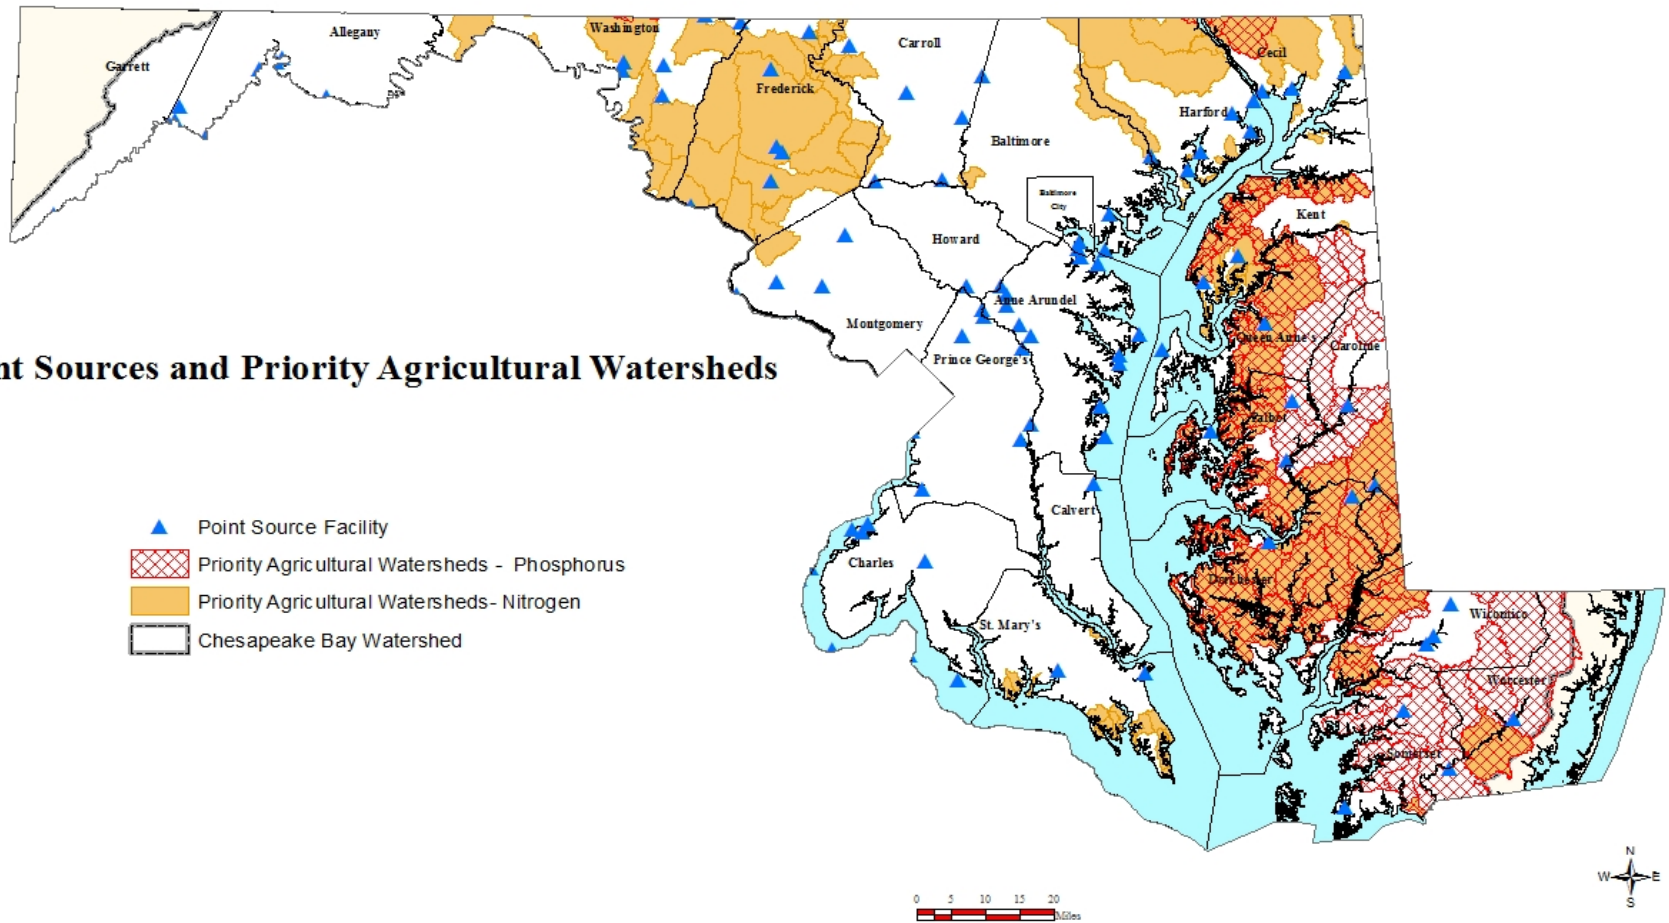 Allegany
Washington
Carroll
Cecil
Garrett
Frederick
Harford
Baltimore
Baltimore
City
Kent
Howard
Anne Arundel
Montgomery
Queen Anne's
Caroline
Prince George's
nt Sources and Priority Agricultural Watersheds
Talbot
Calvert
Point Source Facility
Priority Agricultural Watersheds - Phosphorus
Priority Agricultural Watersheds- Nitrogen
Chesapeake Bay Watershed
Charles
Dorchester
St. Mary's
Wicomico
Worcester
Somerset
N
W E
S
0 5 10 15 20
Miles